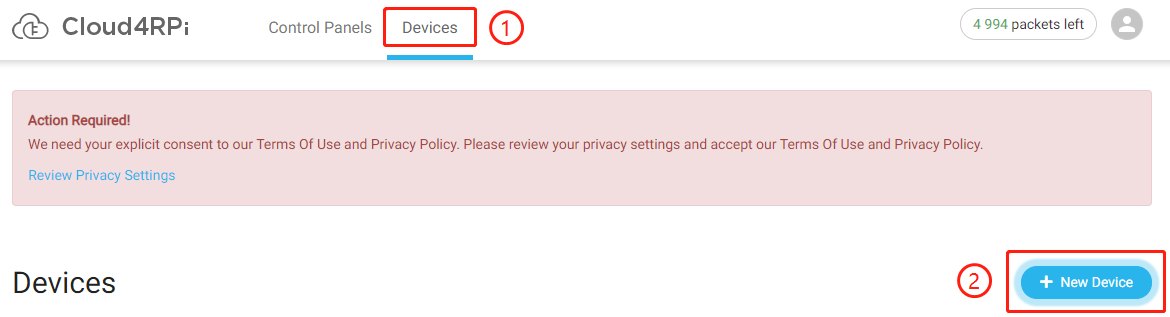 Cloud4RPi
Control Panels
Devices
1
4 994 packets left
Action Required!
We need your explicit consent to our Terms Of Use and Privacy Policy. Please review your privacy settings and accept our Terms Of Use and Privacy Policy.
Review Privacy Settings
Devices
2
+ New Device